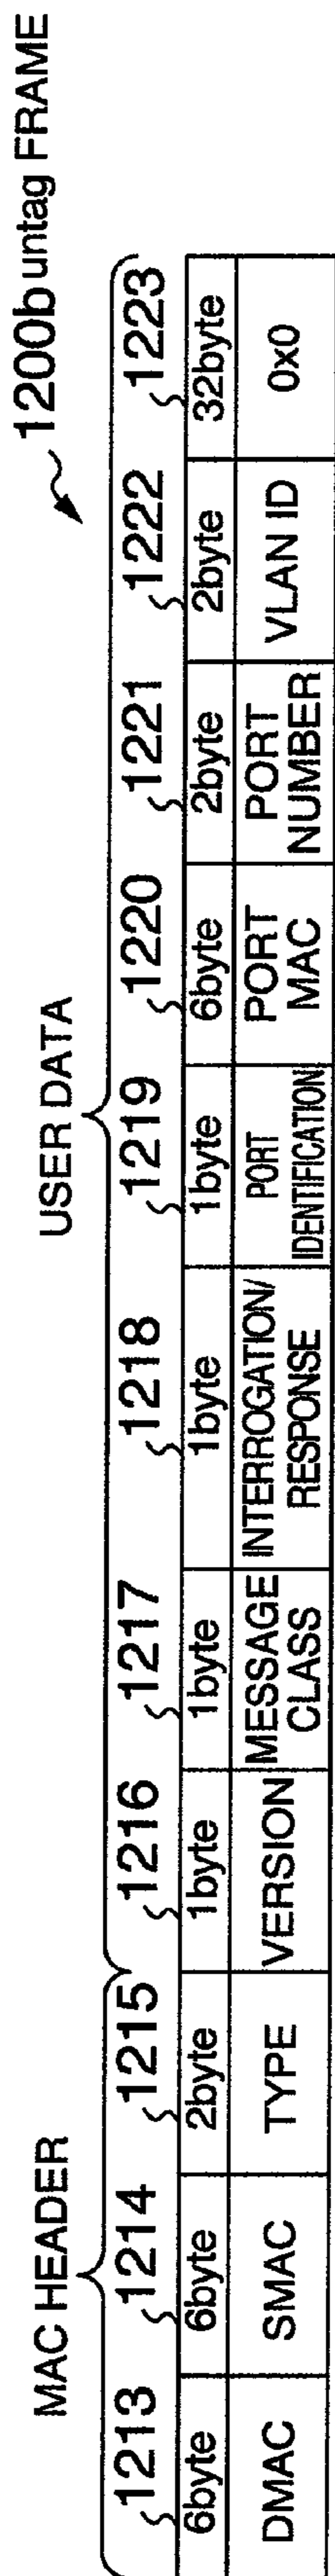 1200b untag FRAME
MAC HEADER USER DATA
1213 1214 1215 1216 1217 1218 1219 1220 1221 1222 1223
6byte 6byte 2byte 1byte 1byte 1byte 1byte 6byte 2byte 2byte 32byte
DMAC SMAC TYPE VERSION MESSAGE INTERROGATION/ PORT PORT PORT VLAN ID 0x0
CLASS RESPONSE IDENTIFICATION MAC NUMBER